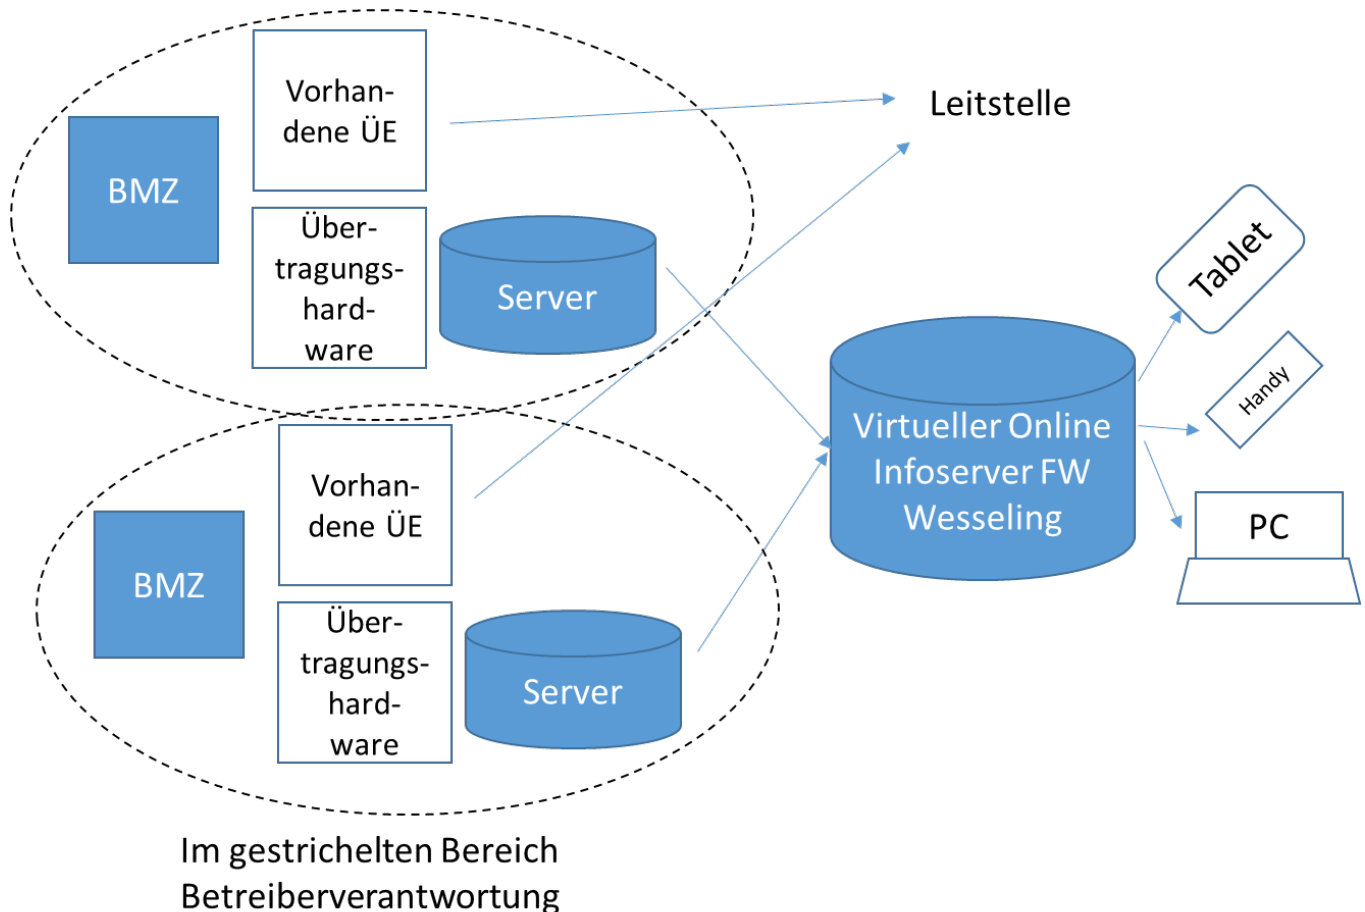 Vorhan-
dene ÜE
BMZ
Über-
tragungs-
hard-
ware
Server
Leitstelle
Tablet
Handy
Virtueller Online
Infoserver FW
Wesseling
PC
Vorhan-
dene ÜE
BMZ
Über-
tragungs-
hard-
ware
Server
Im gestrichelten Bereich
Betreiberverantwortung